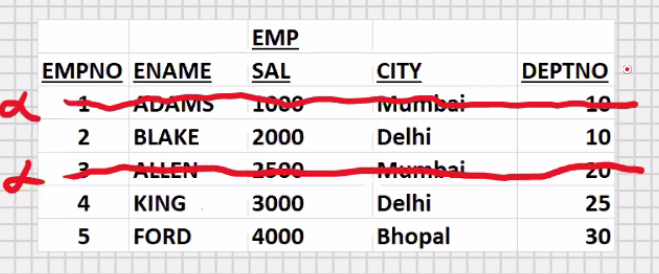 EMP
EMPNO ENAME SAL CITY DEPTNO
1 ADAMS 1000 Mumbai 10
2 BLAKE 2000 Delhi 10
3 ALLEN 2500 Mumbai 20
4 KING 3000 Delhi 25
5 FORD 4000 Bhopal 30